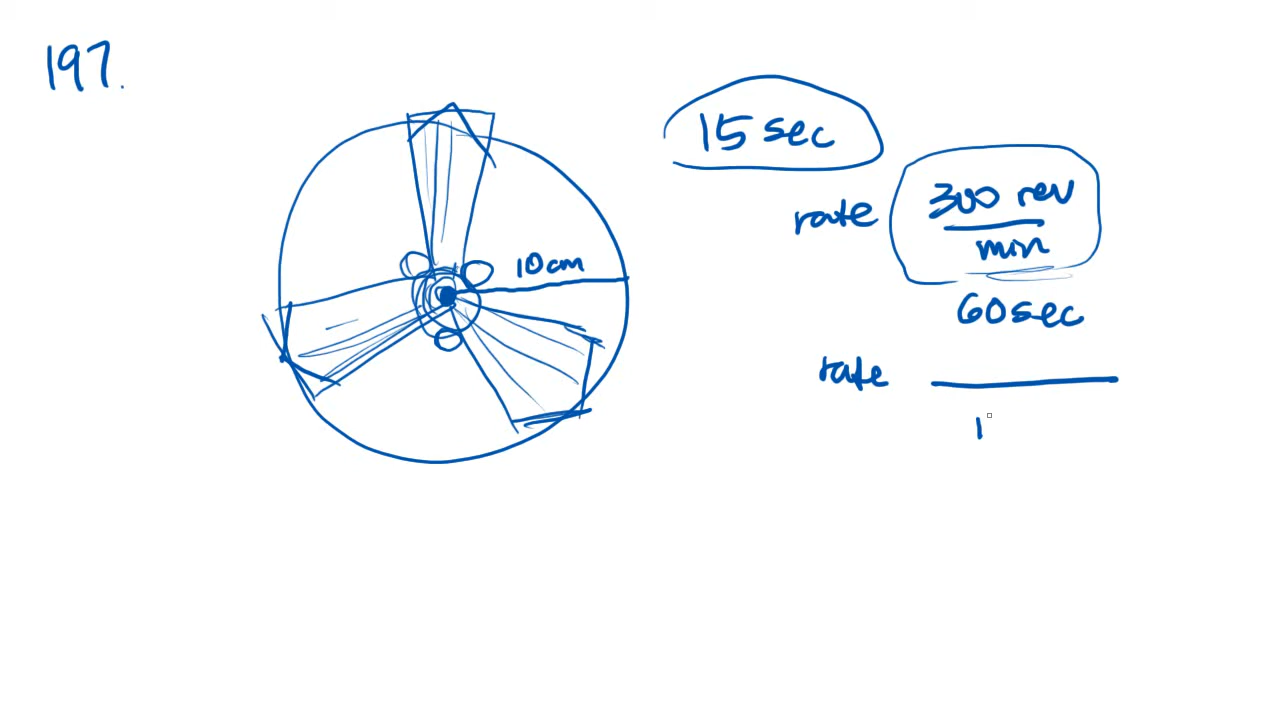 197.
15 sec
rate 300 rev
min
10cm
60sec
rate
1